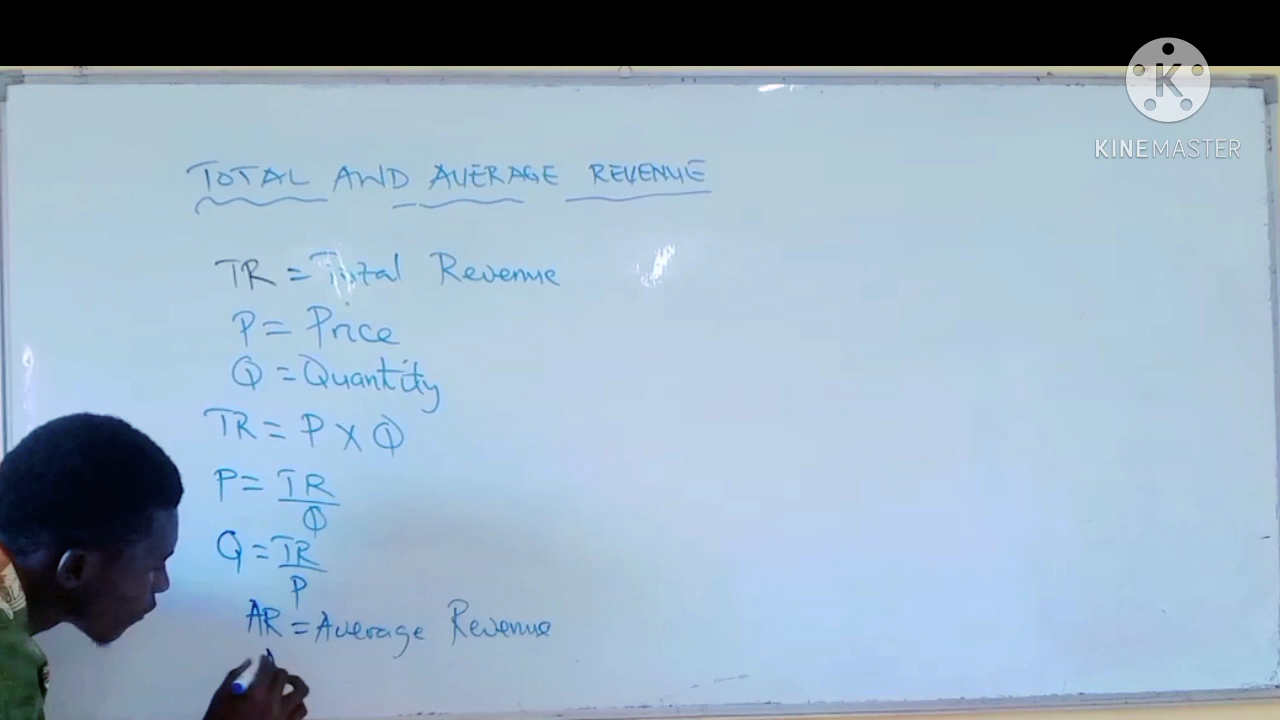 K
KINEMASTER
TOTAL AND AVERAGE REVENUE
TR = Total Revenue
P = Price
Q = Quantity
TR = P X Q
P = TR
Q
Q = TR
P
AR = Average Revenue